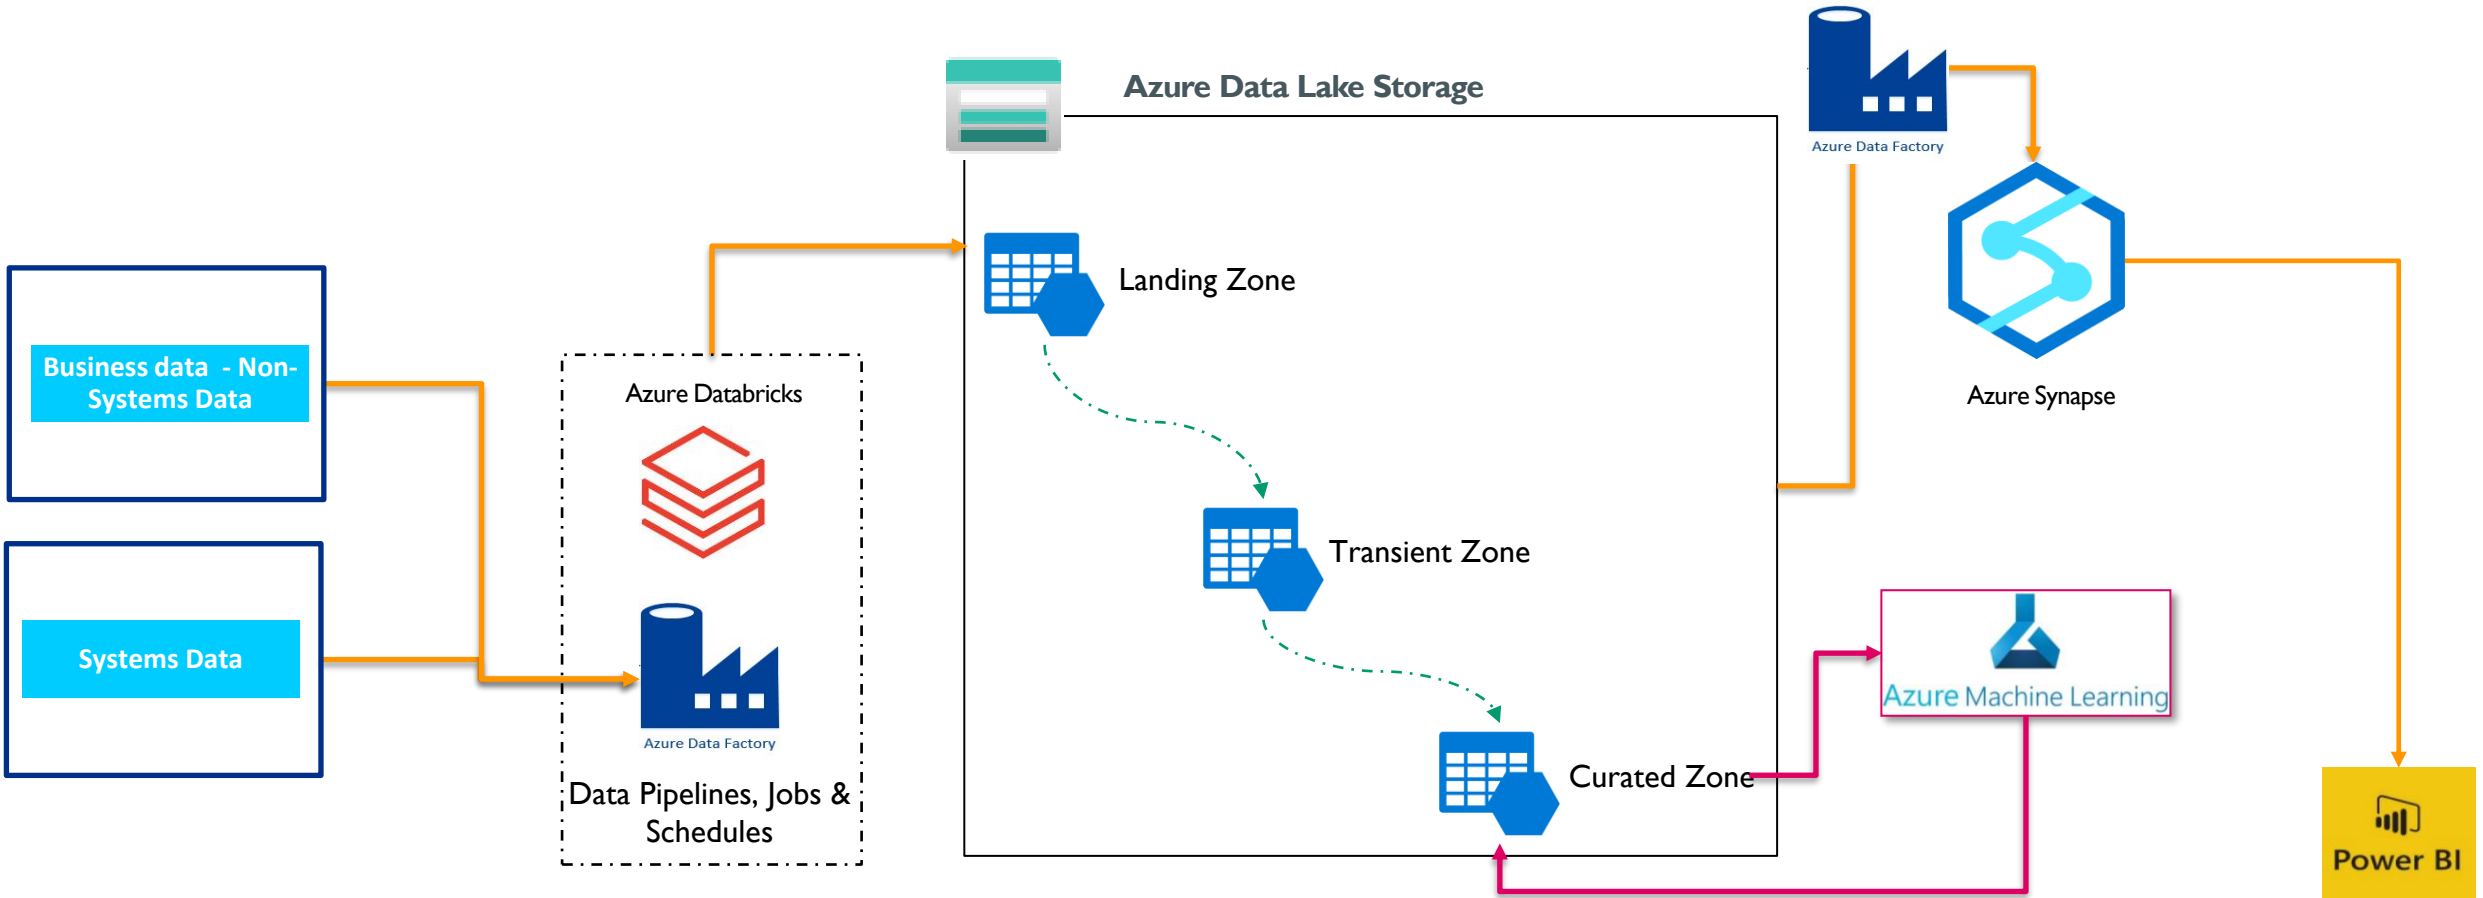 Azure Data Lake Storage
Azure Data Factory
Landing Zone
Business data  - Non-
Systems Data
Azure Databricks
Azure Synapse
Transient Zone
Systems Data
Azure Machine Learning
Azure Data Factory
Curated Zone
Data Pipelines, Jobs &
Schedules
Power BI